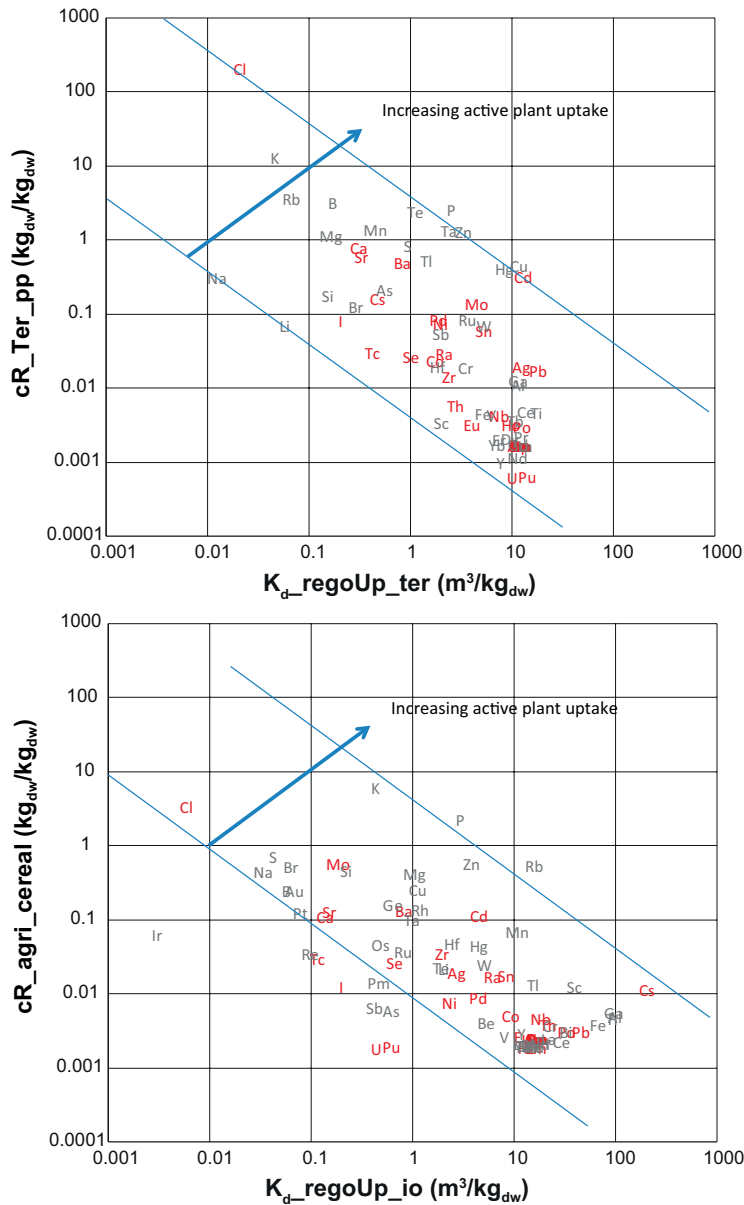 1000
Cl
100
Increasing active plant uptake
10
K
Rb
B
Te
P
1
Mg
Mn
Ta
Zn
Ca
S
Sr
Ba
Tl
Hg
Cu
Na
Cd
As
Si
Cs
Br
Mo
0.1
Li
I
Pd
Ni
Ru
W
Sb
Sn
Tc
Se
Co
Ra
Hf
Cr
Zr
Ag
Pb
0.01
Ga
Th
Fe
Nb
Ce
Ti
Sc
Eu
Ho
Po
Er
Pr
Yb
0.001
Y
Nd
U
Pu
0.0001
0.001
0.01
0.1
1
10
100
1000
cR_Ter_pp (kgdw/kgdw)
Kd_regoUp_ter (m3/kgdw)
1000
100
Increasing active plant uptake
10
K
Cl
P
1
S
Na
Br
Mo
Si
Mg
Zn
Rb
B
Au
Cu
Pt
Sr
Ca
Ba
Rh
Cd
0.1
Ir
Mn
Re
Tc
Os
Ru
Hf
Hg
Se
Zr
W
I
Pm
Ag
Ra
Sn
Tl
Sc
Cs
0.01
Sb
As
Ni
Pd
Co
Be
Nb
Fe
V
Po
Pb
Ce
U
Pu
0.001
0.0001
0.001
0.01
0.1
1
10
100
1000
cR_agri_cereal (kgdw/kgdw)
Kd_regoUp_io (m3/kgdw)